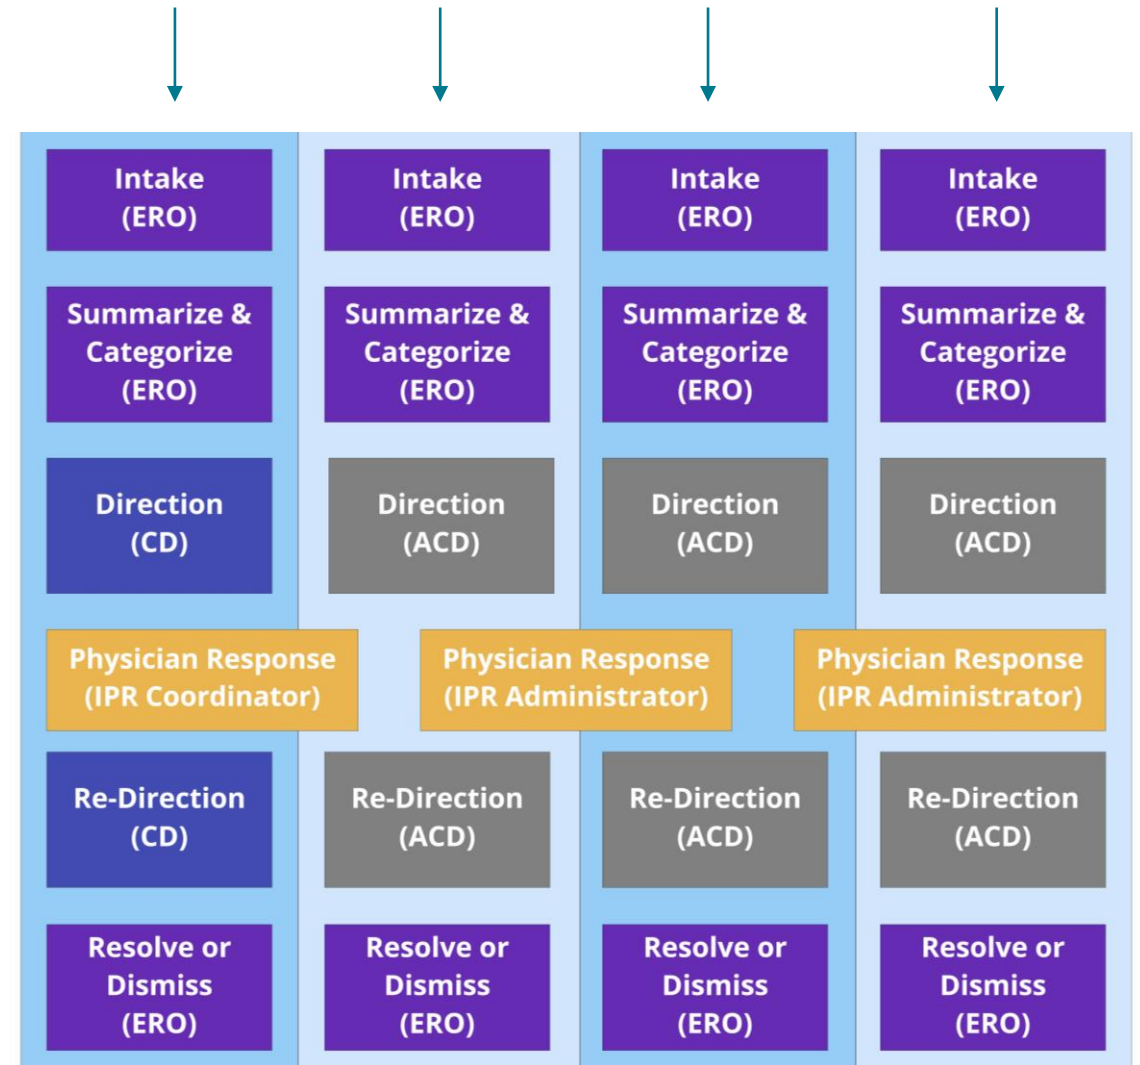 Intake
(ERO)
Intake
(ERO)
Intake
(ERO)
Intake
(ERO)
Summarize &
Categorize
(ERO)
Summarize &
Categorize
(ERO)
Summarize &
Categorize
(ERO)
Summarize &
Categorize
(ERO)
Direction
(CD)
Direction
(ACD)
Direction
(ACD)
Direction
(ACD)
Physician Response
(IPR Coordinator)
Physician Response
(IPR Administrator)
Physician Response
(IPR Administrator)
Re-Direction
(CD)
Re-Direction
(ACD)
Re-Direction
(ACD)
Re-Direction
(ACD)
Resolve or
Dismiss
(ERO)
Resolve or
Dismiss
(ERO)
Resolve or
Dismiss
(ERO)
Resolve or
Dismiss
(ERO)